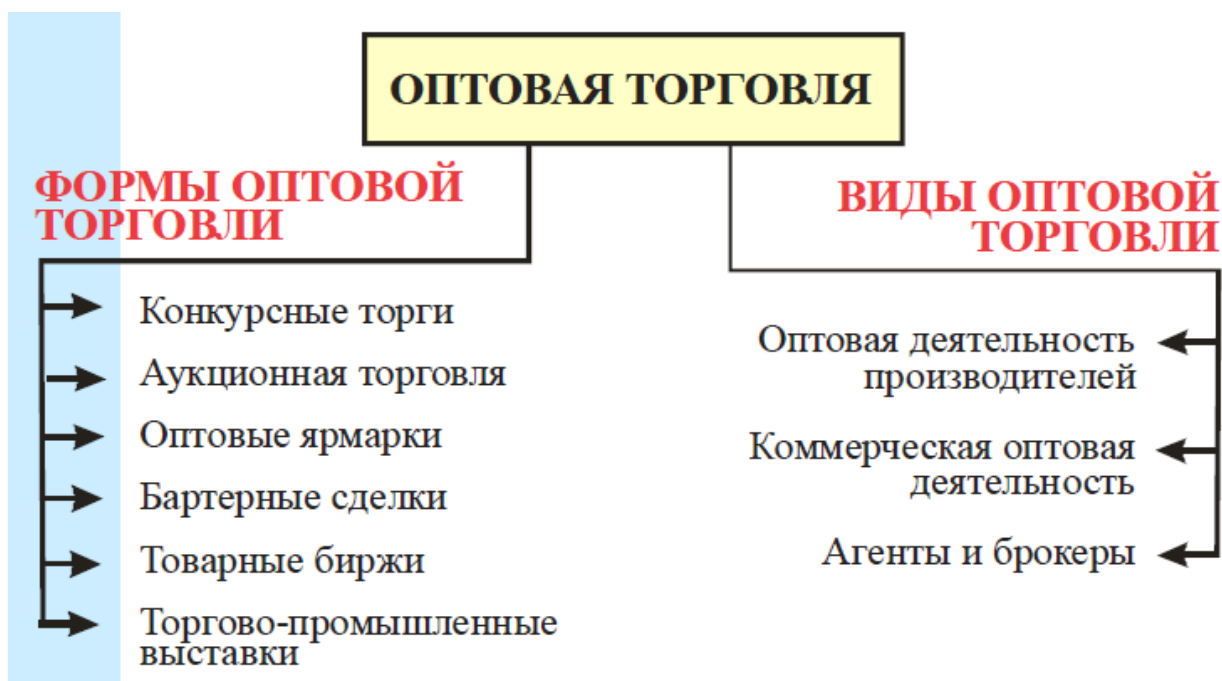 ОПТОВАЯ ТОРГОВЛЯ
ФОРМЫ ОПТОВОЙ
ТОРГОВЛИ
Конкурсные торги
Аукционная торговля
Оптовые ярмарки
Бартерные сделки
Товарные биржи
Торгово-промышленные
выставки
ВИДЫ ОПТОВОЙ
ТОРГОВЛИ
Оптовая деятельность
производителей
Коммерческая оптовая
деятельность
Агенты и брокеры